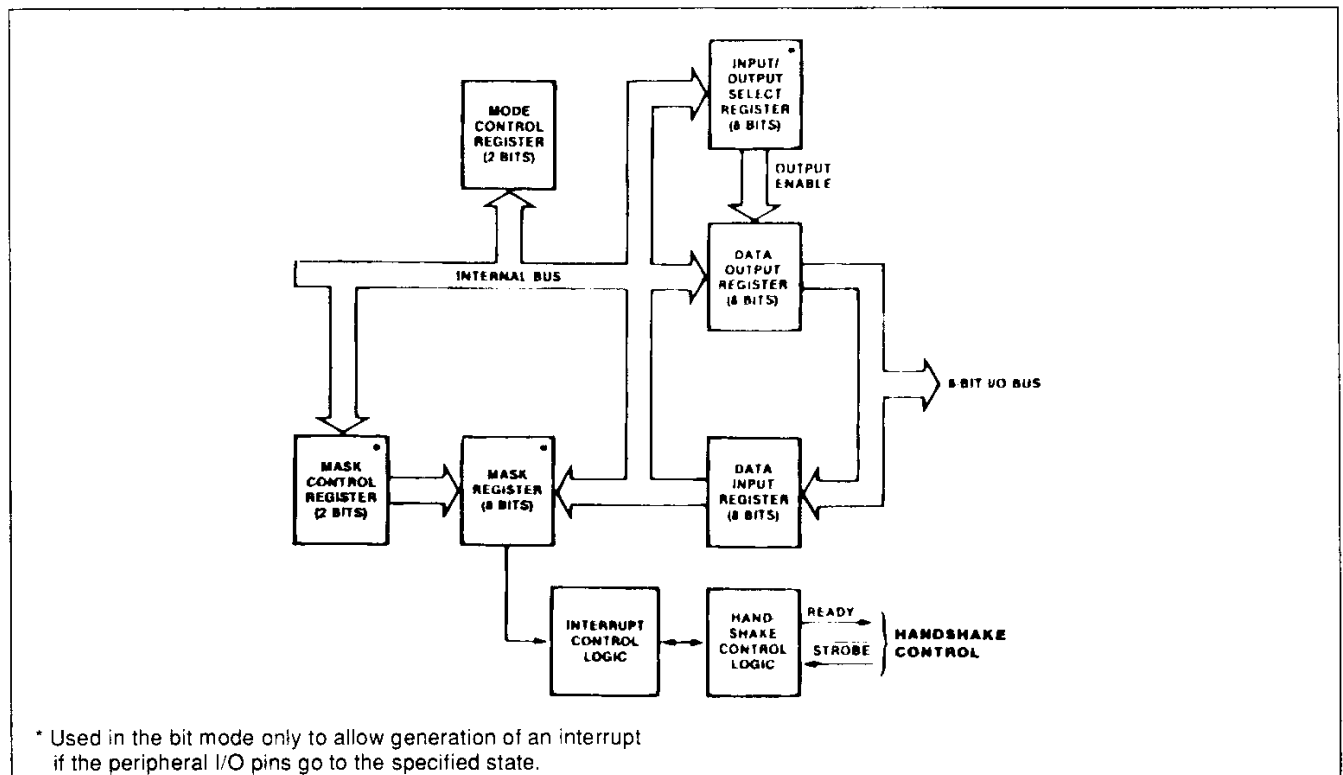 INPUT/
OUTPUT
SELECT
REGISTER
(8 BITS)
MODE
CONTROL
REGISTER
(2 BITS)
OUTPUT
ENABLE
DATA
OUTPUT
REGISTER
(8 BITS)
INTERNAL BUS
8 BIT I/O BUS
MASK
CONTROL
REGISTER
(2 BITS)
MASK
REGISTER
(8 BITS)
DATA
INPUT
REGISTER
(8 BITS)
INTERRUPT
CONTROL
LOGIC
HAND
SHAKE
CONTROL
LOGIC
READY
STROBE
HANDSHAKE
CONTROL
* Used in the bit mode only to allow generation of an interrupt
if the peripheral I/O pins go to the specified state.